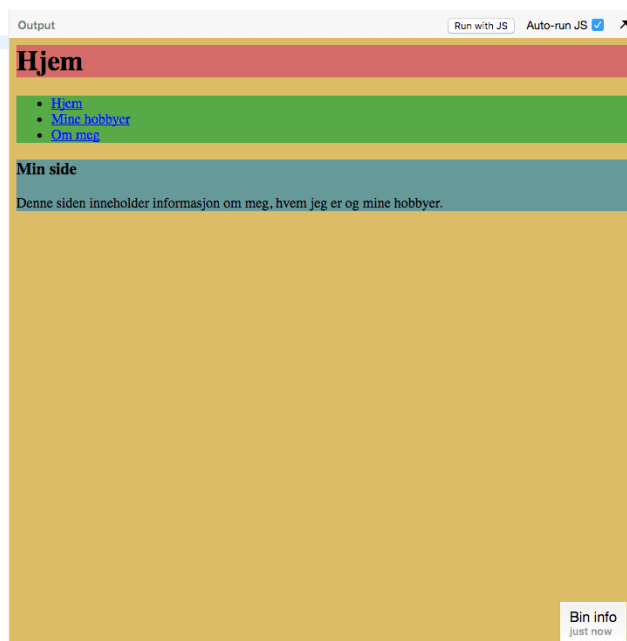 Output
Run with JS
Auto-run JS
Hjem
Hjem
Mine hobbyer
Om meg
Min side
Denne siden inneholder informasjon om meg, hvem jeg er og mine hobbyer.
Bin info
just now